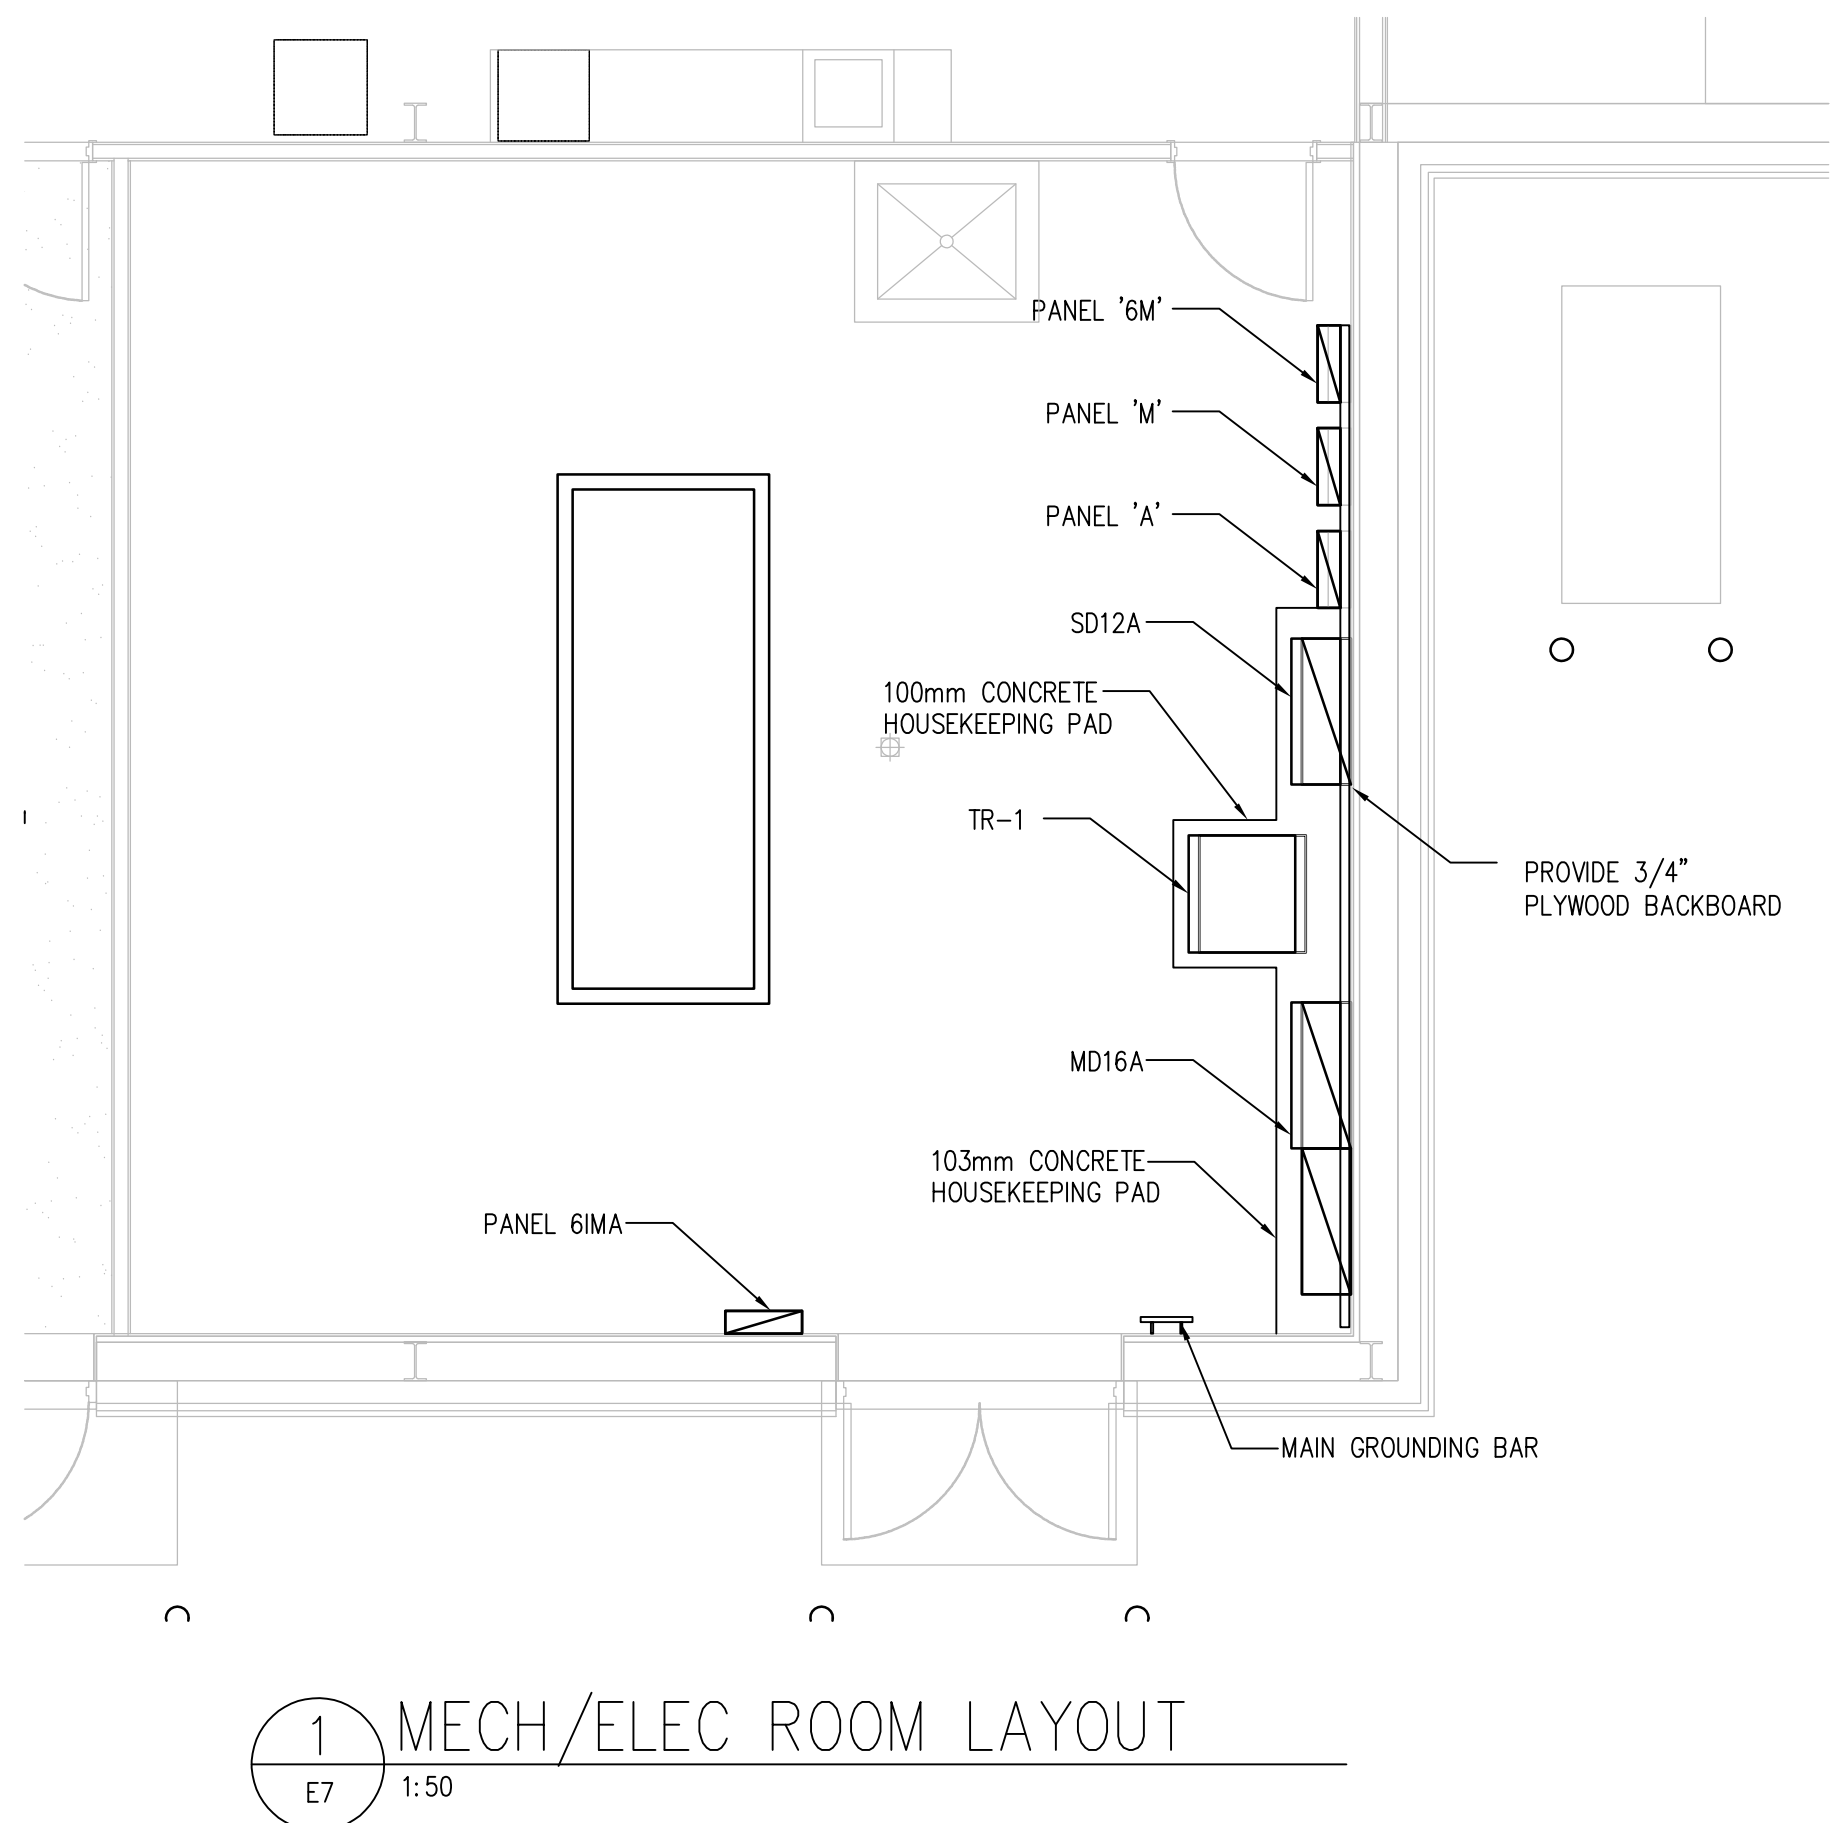 PANEL '6M'
PANEL 'M'
PANEL 'A'
SD12A
100mm CONCRETE
HOUSEKEEPING PAD
TR-1
PROVIDE 3/4"
PLYWOOD BACKBOARD
MD16A
103mm CONCRETE
HOUSEKEEPING PAD
PANEL 6IMA
MAIN GROUNDING BAR
1
MECH/ELEC ROOM LAYOUT
E7
1:50